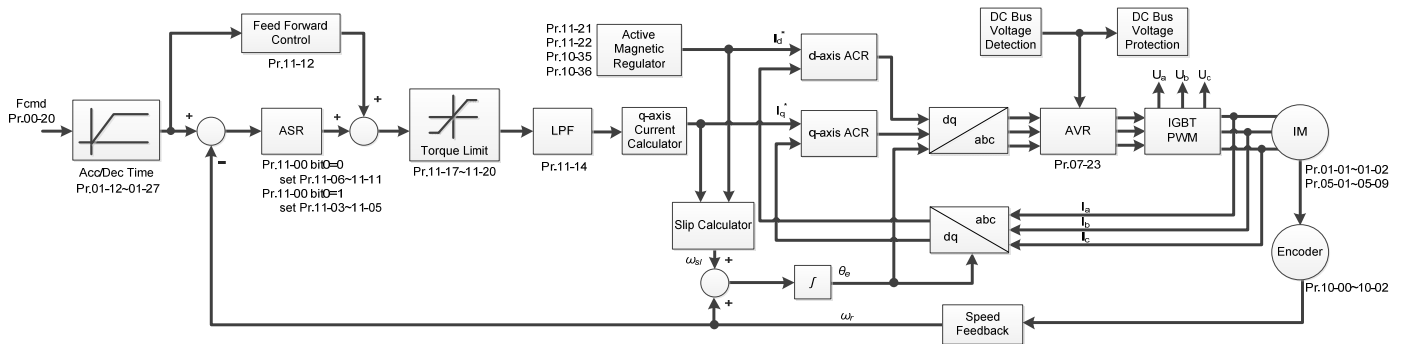 Fcmd
Pr.00-20
Acc/Dec Time
Pr.01-12~01-27
Feed Forward
Control
Pr.11-12
+
-
ASR
Pr.11-00 bit0=0
set Pr.11-06~11-11
Pr.11-00 bit0=1
set Pr.11-03~11-05
+
+
Torque Limit
Pr.11-17~11-20
LPF
Pr.11-14
q-axis
Current
Calculator
Pr.11-21
Pr.11-22
Pr.10-35
Pr.10-36
Active
Magnetic
Regulator
Id*
Iq*
d-axis ACR
q-axis ACR
dq
abc
DC Bus
Voltage
Detection
DC Bus
Voltage
Protection
AVR
Pr.07-23
Ua Ub Uc
IGBT
PWM
IM
Pr.01-01~01-02
Pr.05-01~05-09
Slip Calculator
ωsl
+
+
∫
θe
abc
dq
Ia
Ib
Ic
Encoder
Pr.10-00~10-02
Speed
Feedback
ωr